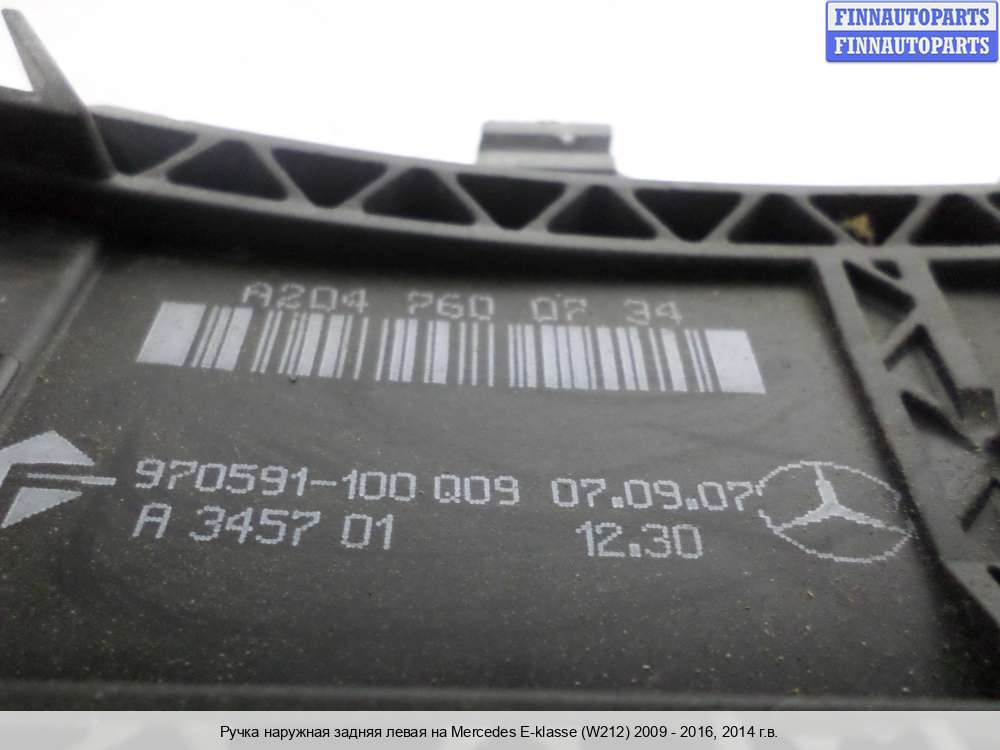 FINNAUTOPARTS
FINNAUTOPARTS
A204 760 07 34
970591-100 Q09 07.09.07
A 3457 01 12.30
Ручка наружная задняя левая на Mercedes E-klasse (W212) 2009 - 2016, 2014 г.в.